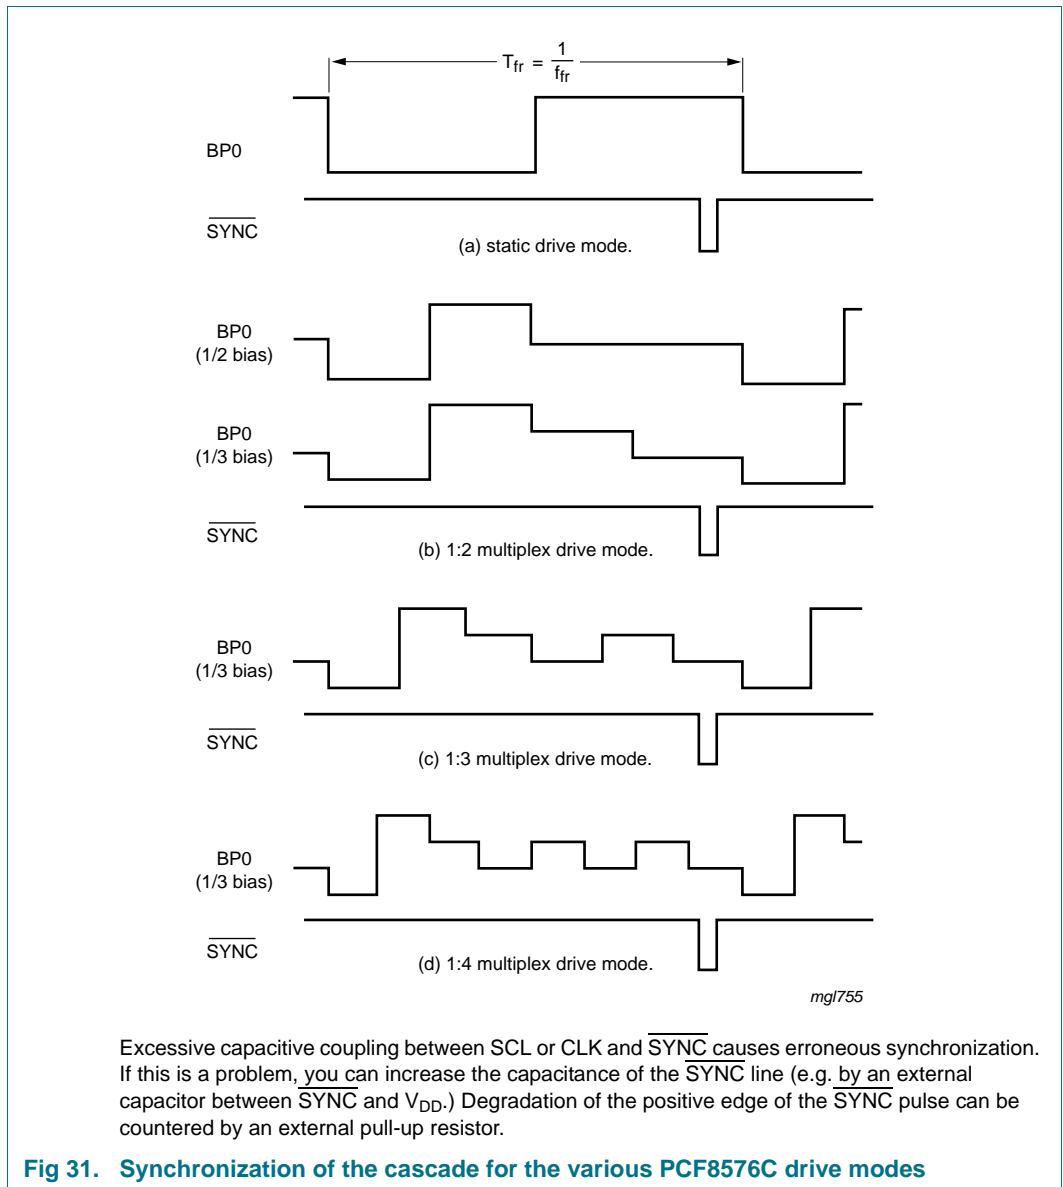 Tfr = 1/ffr
BP0
SYNC
(a) static drive mode.
BP0
(1/2 bias)
BP0
(1/3 bias)
SYNC
(b) 1:2 multiplex drive mode.
BP0
(1/3 bias)
SYNC
(c) 1:3 multiplex drive mode.
BP0
(1/3 bias)
SYNC
(d) 1:4 multiplex drive mode.
mgl755
Excessive capacitive coupling between SCL or CLK and SYNC causes erroneous synchronization.
If this is a problem, you can increase the capacitance of the SYNC line (e.g. by an external
capacitor between SYNC and VDD.) Degradation of the positive edge of the SYNC pulse can be
countered by an external pull-up resistor.
Fig 31. Synchronization of the cascade for the various PCF8576C drive modes